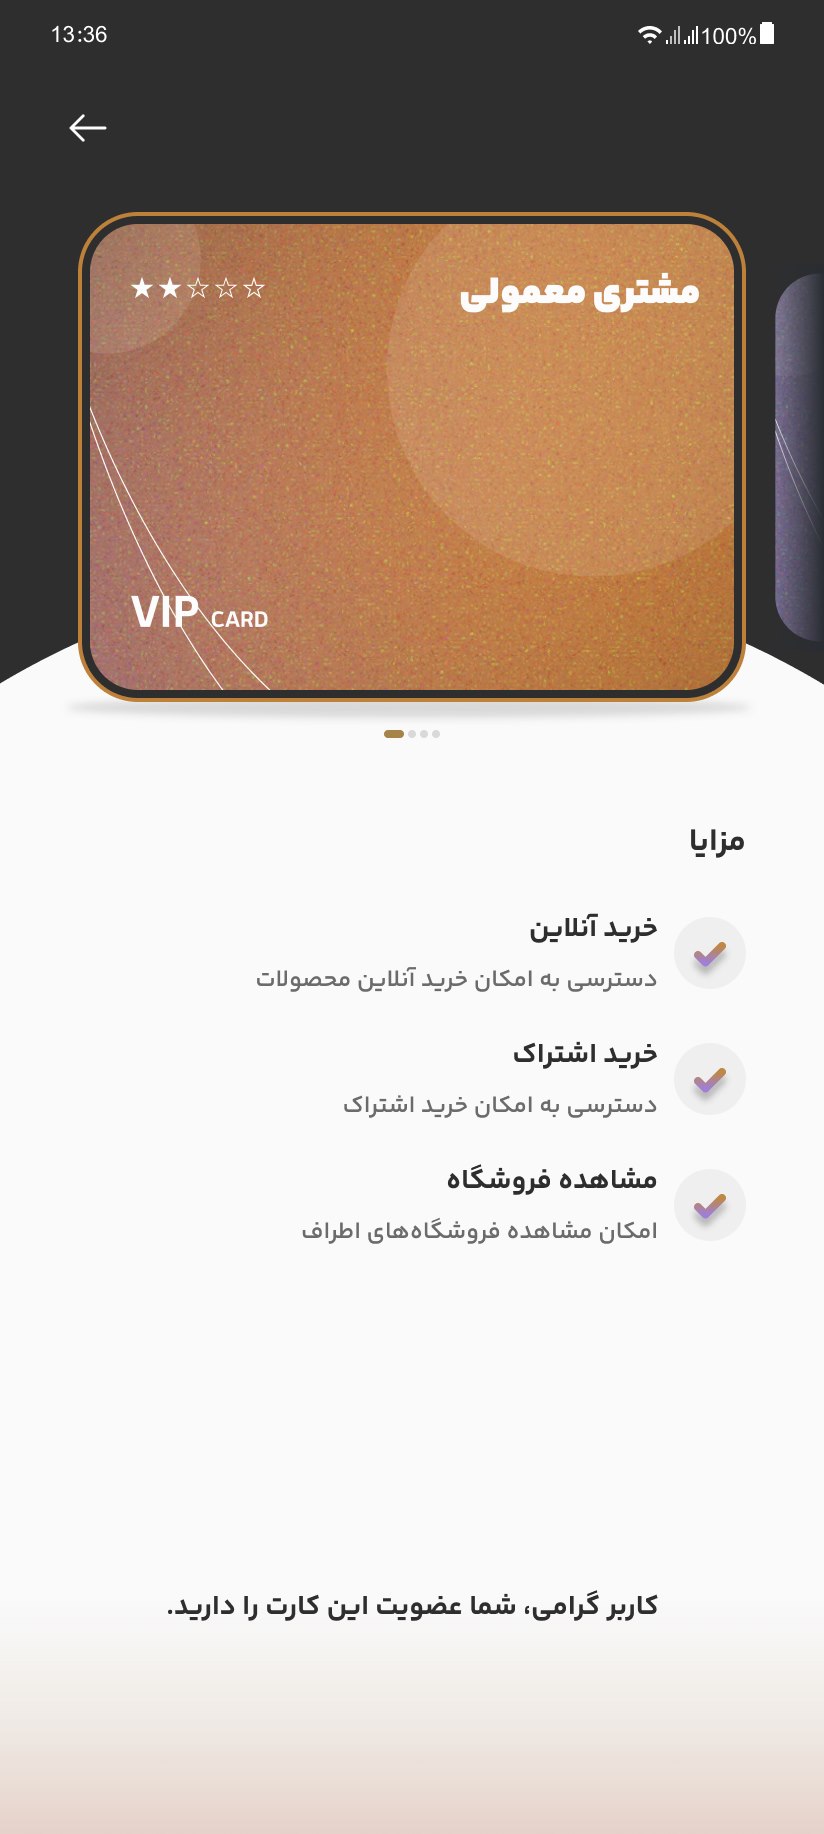 13:36
100%
مشتری معمولی
★★☆☆☆
VIP CARD
مزایا
خرید آنلاین
دسترسی به امکان خرید آنلاین محصولات
خرید اشتراک
دسترسی به امکان خرید اشتراک
مشاهده فروشگاه
امکان مشاهده فروشگاه‌های اطراف
کاربر گرامی، شما عضویت این کارت را دارید.